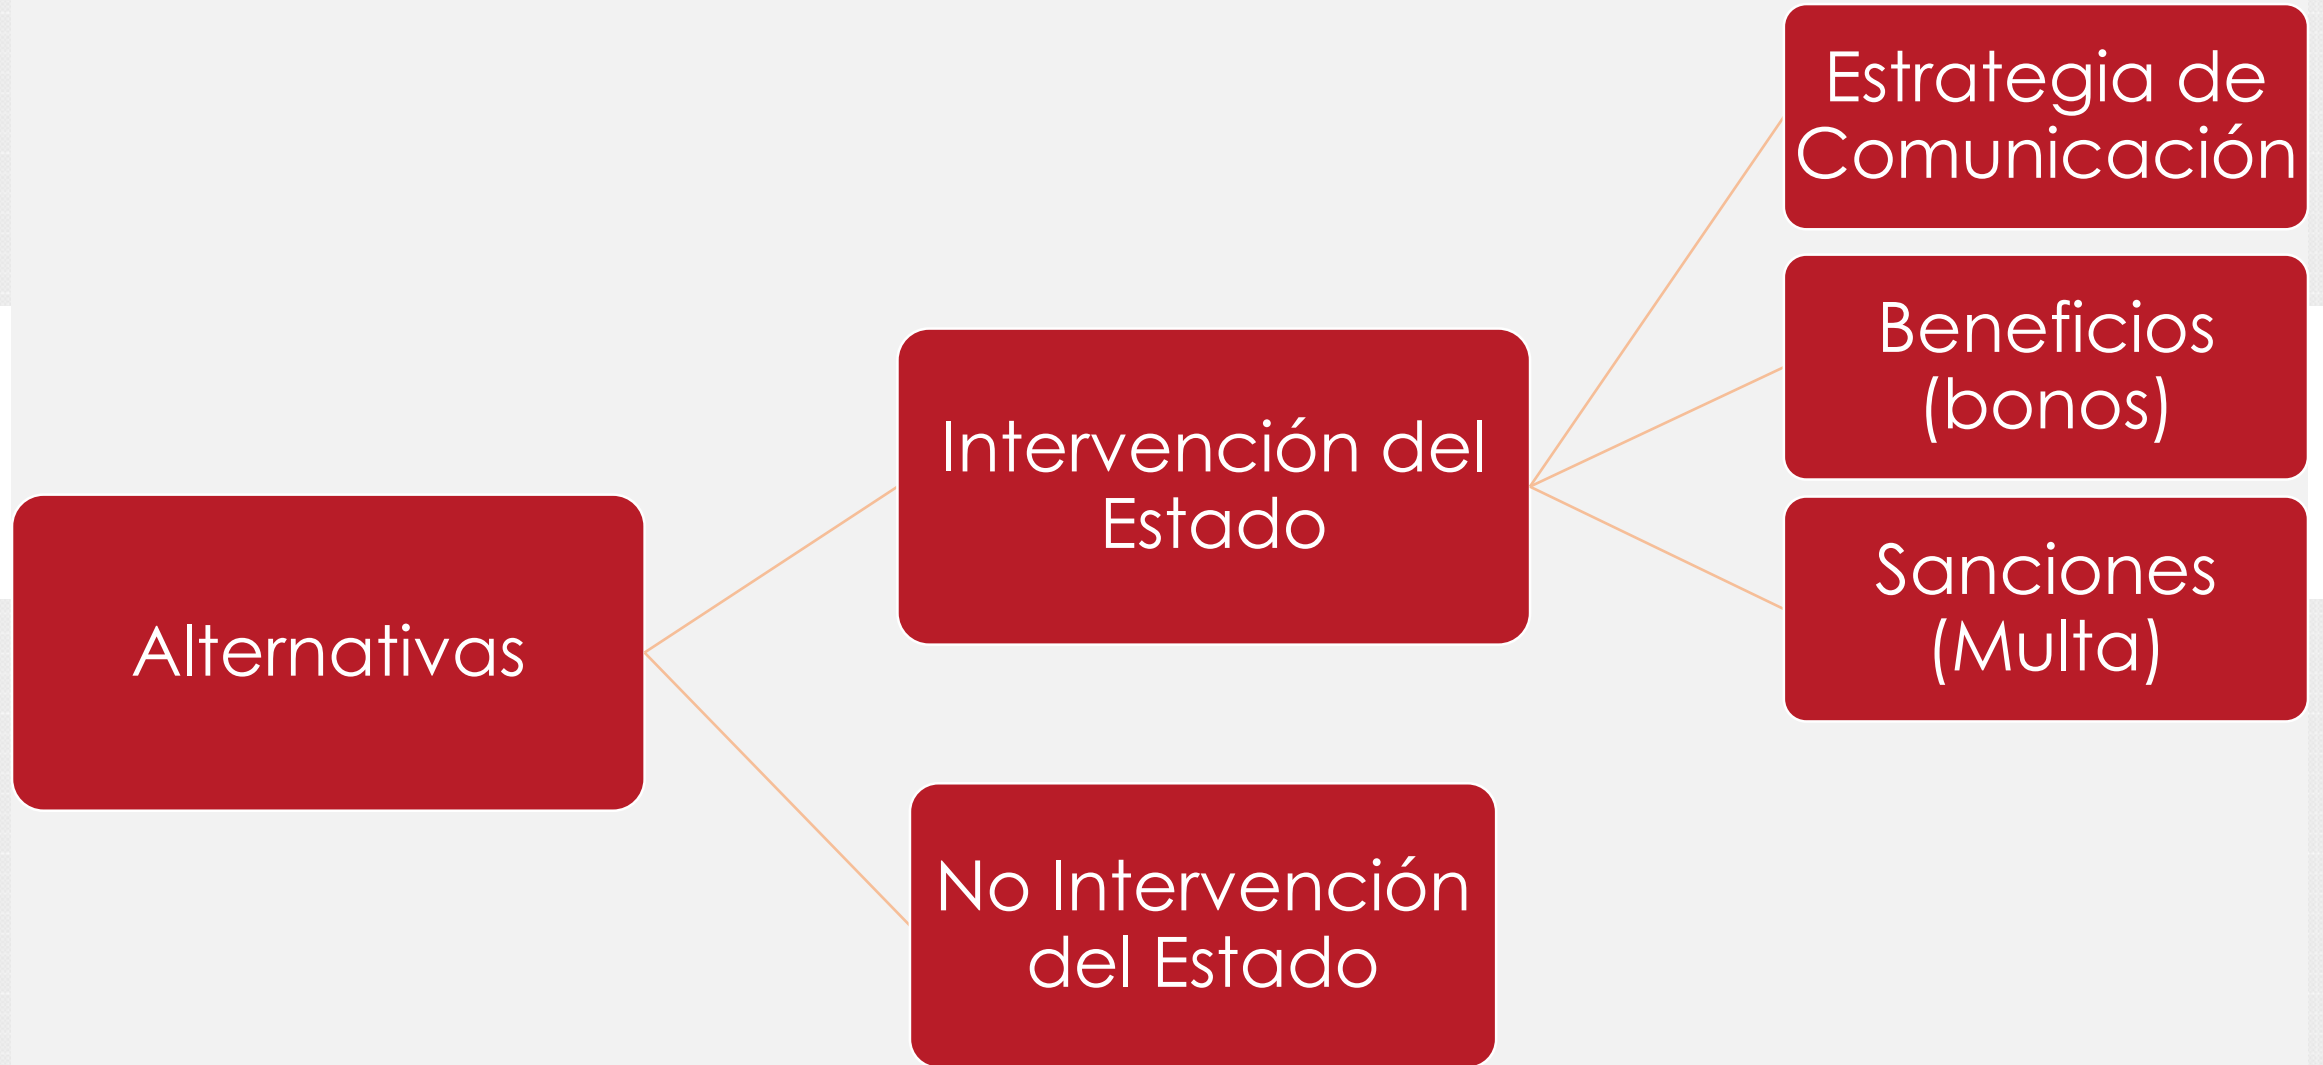 Alternativas
Intervención del
Estado
No Intervención
del Estado
Estrategia de
Comunicación
Beneficios
(bonos)
Sanciones
(Multa)